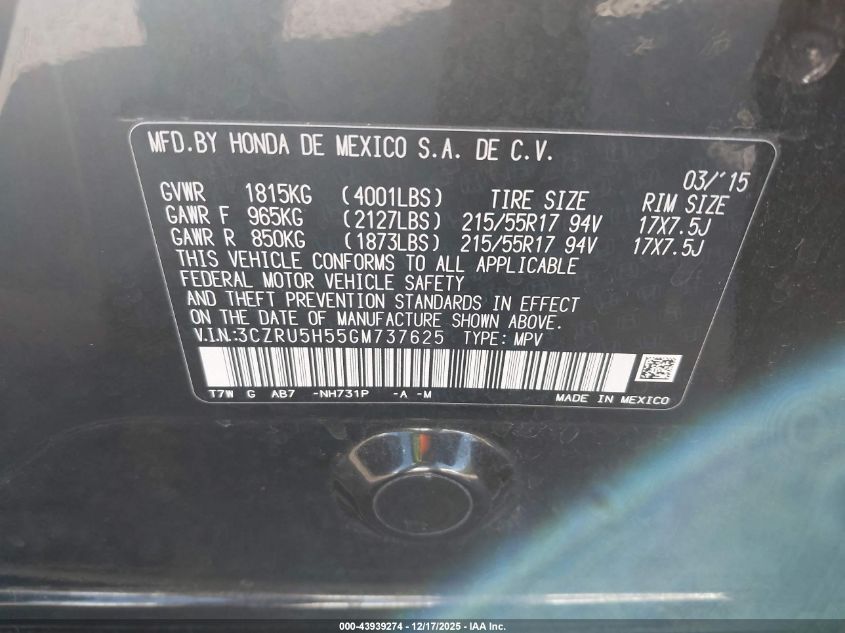 MFD.BY HONDA DE MEXICO S.A. DE C.V.
03/'15
GVWR 1815KG (4001LBS) TIRE SIZE RIM SIZE
GAWR F 965KG (2127LBS) 215/55R17 94V 17X7.5J
GAWR R 850KG (1873LBS) 215/55R17 94V 17X7.5J
THIS VEHICLE CONFORMS TO ALL APPLICABLE
FEDERAL MOTOR VEHICLE SAFETY
AND THEFT PREVENTION STANDARDS IN EFFECT
ON THE DATE OF MANUFACTURE SHOWN ABOVE.
V.I.N.:3CZRU5H55GM737625 TYPE: MPV
T7W G AB7 -NH731P -A -M MADE IN MEXICO
000-43939274 — 12/17/2025 — IAA Inc.